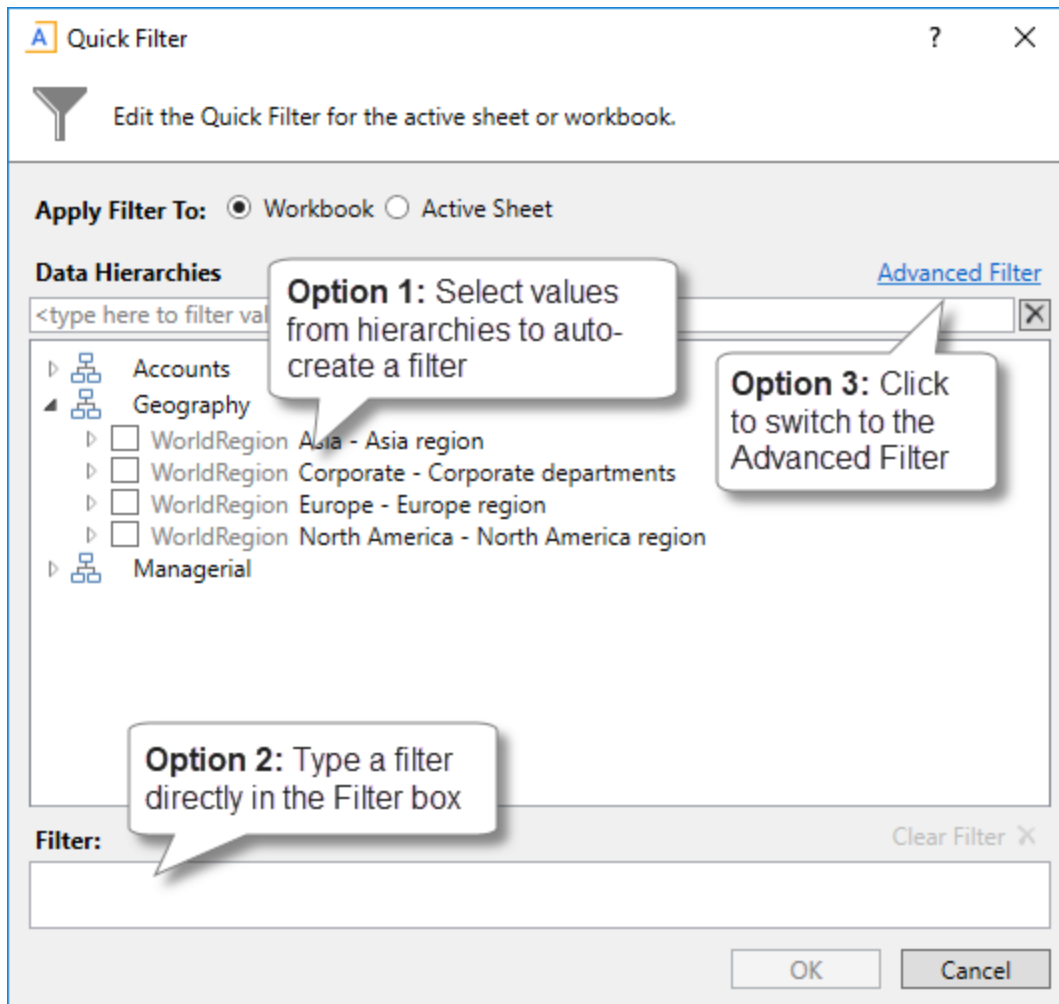 A Quick Filter ? X
Edit the Quick Filter for the active sheet or workbook.
Apply Filter To: Workbook Active Sheet
Data Hierarchies
Advanced Filter
<type here to filter val
Option 1: Select values
from hierarchies to auto-
create a filter
Option 3: Click
to switch to the
Advanced Filter
Accounts
Geography
WorldRegion Asia - Asia region
WorldRegion Corporate - Corporate departments
WorldRegion Europe - Europe region
WorldRegion North America - North America region
Managerial
Option 2: Type a filter
directly in the Filter box
Filter:
Clear Filter
OK
Cancel